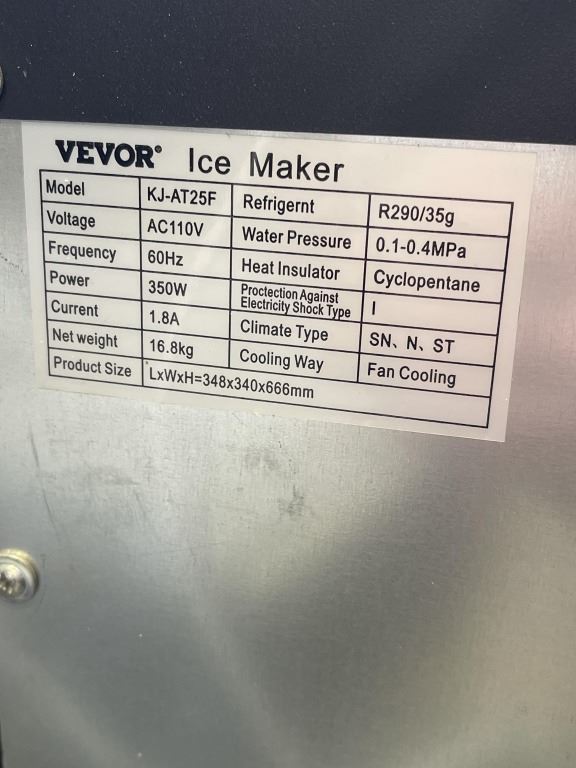 VEVOR® Ice Maker
Model KJ-AT25F Refrigernt R290/35g
Voltage AC110V Water Pressure 0.1-0.4MPa
Frequency 60Hz Heat Insulator Cyclopentane
Power 350W Proctection Against Electricity Shock Type I
Current 1.8A Climate Type SN、N、ST
Net weight 16.8kg Cooling Way Fan Cooling
Product Size LxWxH=348x340x666mm